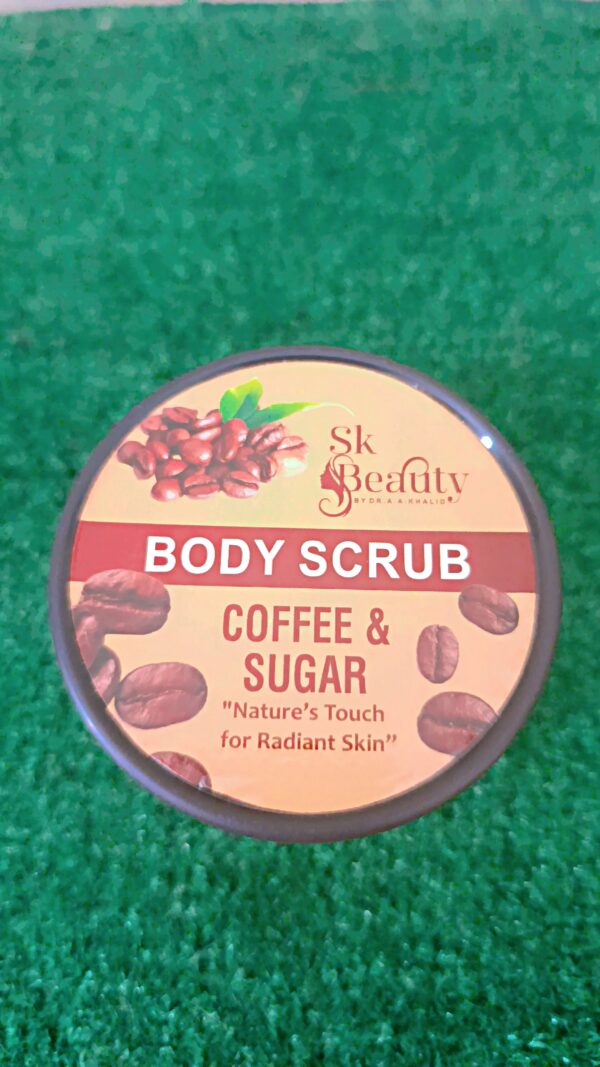 Sk
Beauty
BY DR. A. A. KHALID
BODY SCRUB
COFFEE &
SUGAR
"Nature's Touch
for Radiant Skin”